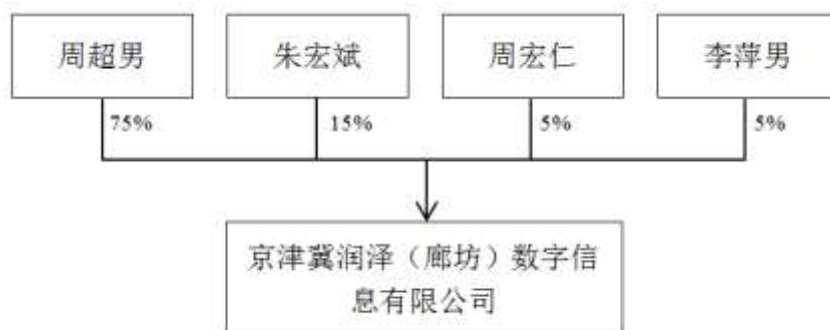 周超男
朱宏斌
周宏仁
李萍男
75%
15%
5%
5%
京津冀润泽（廊坊）数字信
息有限公司